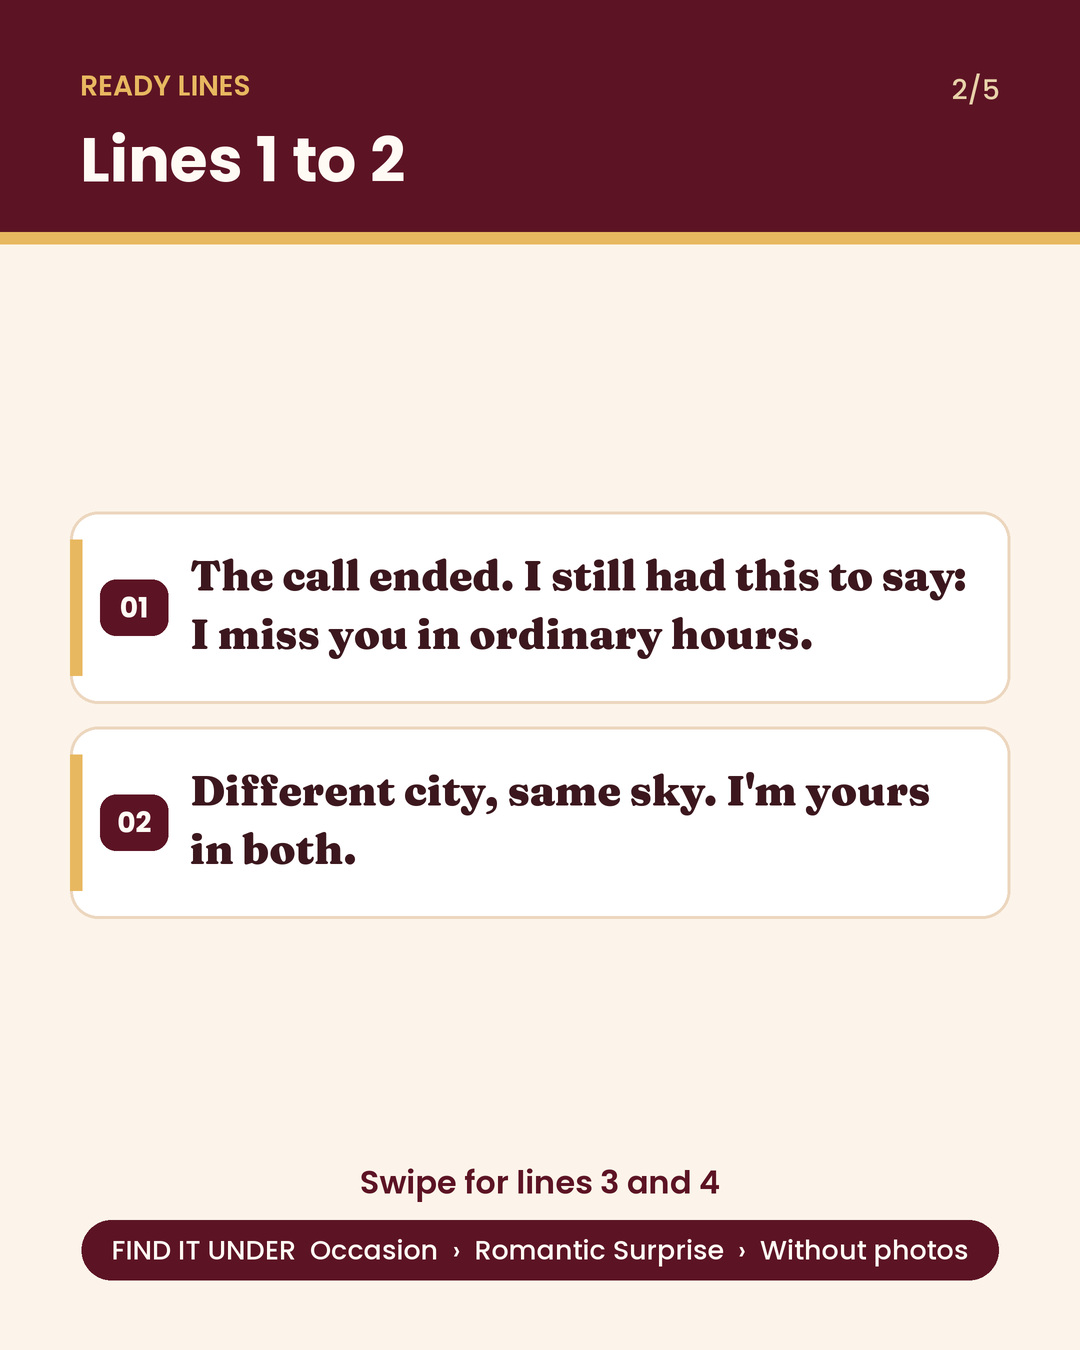 READY LINES
2/5
Lines 1 to 2
01
The call ended. I still had this to say:
I miss you in ordinary hours.
02
Different city, same sky. I'm yours
in both.
Swipe for lines 3 and 4
FIND IT UNDER Occasion › Romantic Surprise › Without photos